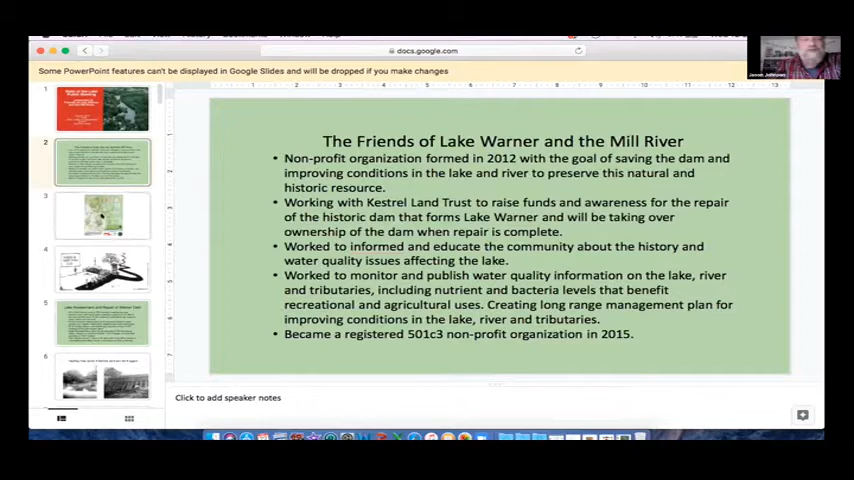 docs.google.com
Some PowerPoint features can't be displayed in Google Slides and will be dropped if you make changes
Jason Johnson
The Friends of Lake Warner and the Mill River
• Non-profit organization formed in 2012 with the goal of saving the dam and
improving conditions in the lake and river to preserve this natural and
historic resource.
• Working with Kestrel Land Trust to raise funds and awareness for the repair
of the historic dam that forms Lake Warner and will be taking over
ownership of the dam when repair is complete.
• Worked to informed and educate the community about the history and
water quality issues affecting the lake.
• Worked to monitor and publish water quality information on the lake, river
and tributaries, including nutrient and bacteria levels that benefit
recreational and agricultural uses. Creating long range management plan for
improving conditions in the lake, river and tributaries.
• Became a registered 501c3 non-profit organization in 2015.
1
2
3
4
5
6
Click to add speaker notes